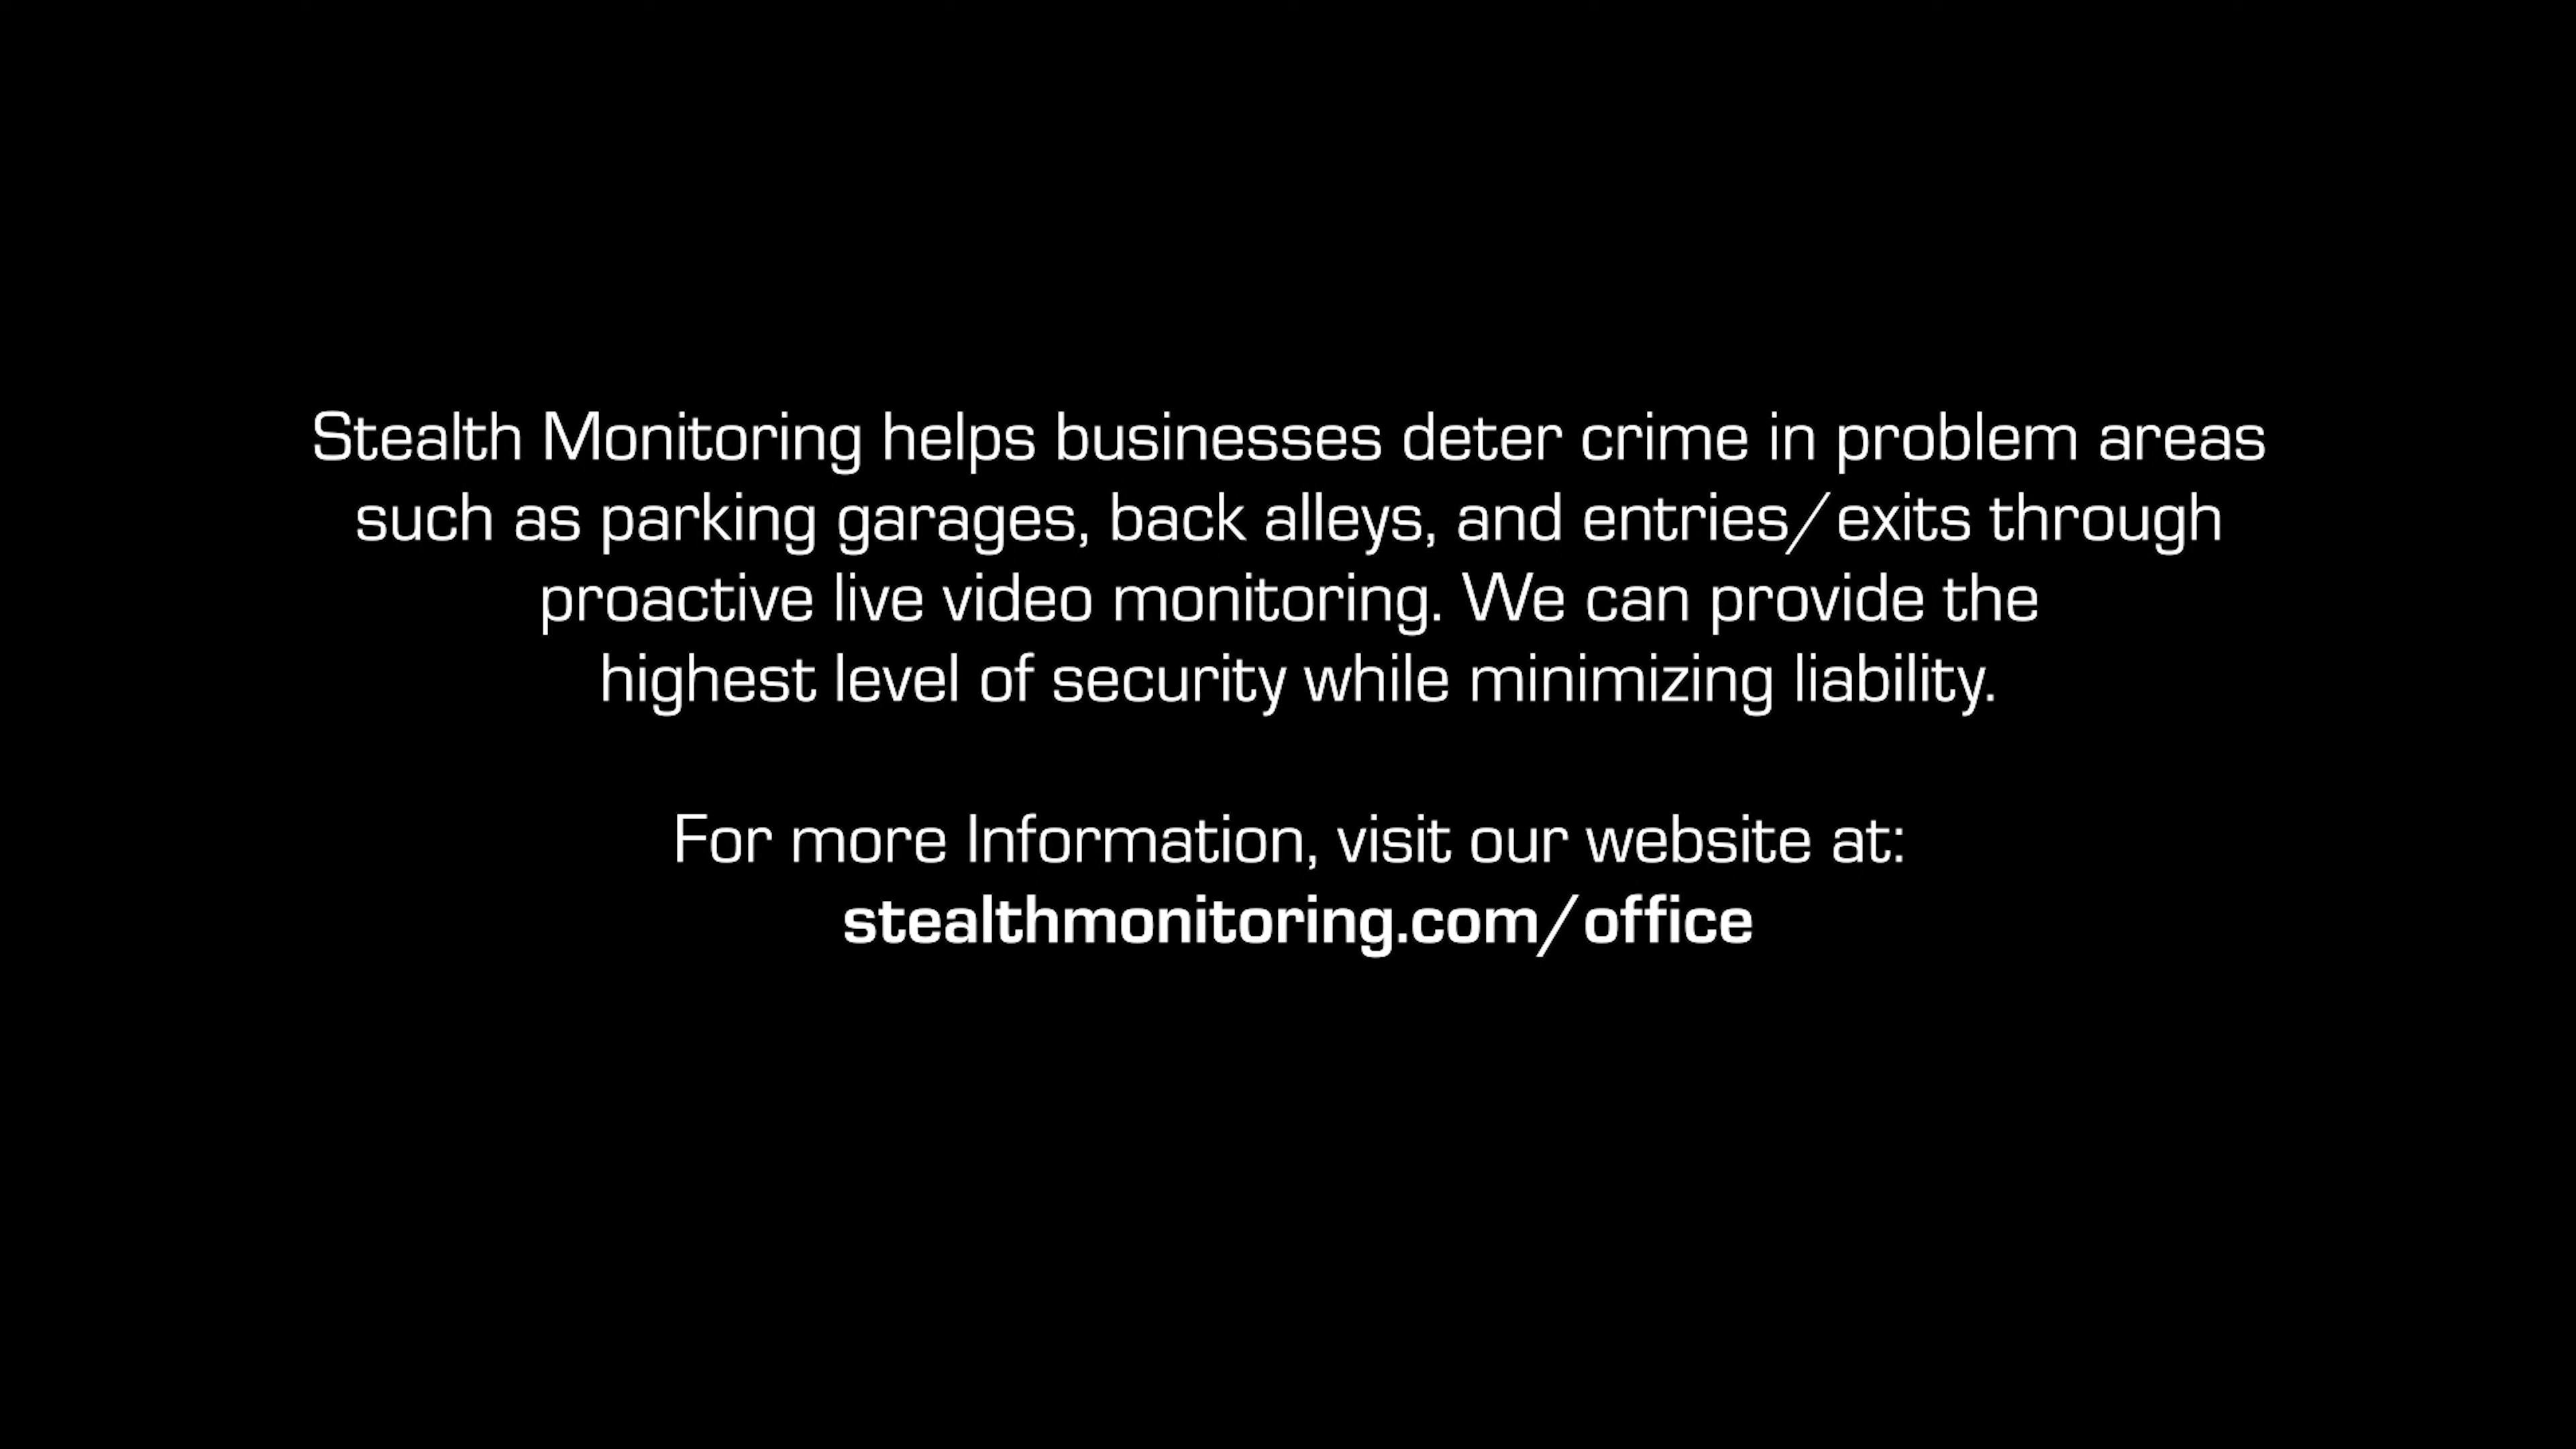 Stealth Monitoring helps businesses deter crime in problem areas
such as parking garages, back alleys, and entries/exits through
proactive live video monitoring. We can provide the
highest level of security while minimizing liability.
For more Information, visit our website at:
stealthmonitoring.com/office